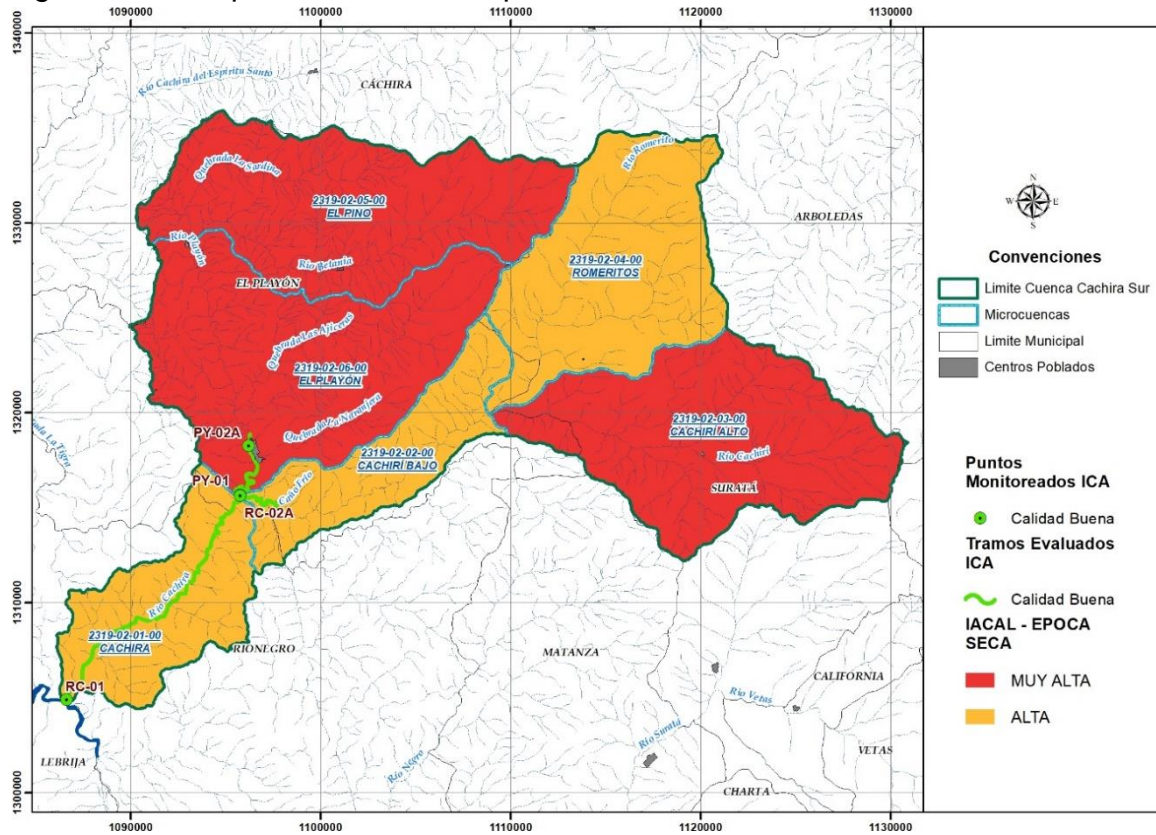 1090000 1100000 1110000 1120000 1130000
1340000
1330000
1320000
1310000
1300000
Río Cachira del Espíritu Santo
CÁCHIRA
Quebrada La Sardina
2319-02-05-00
EL PINO
Río Romerito
ARBOLEDAS
Río Playón
Río Betania
EL PLAYÓN
2319-02-04-00
ROMERITOS
Quebrada Las Ajiceras
2319-02-06-00
EL PLAYÓN
Quebrada La Naranjera
PY-02A
2319-02-02-00
CACHIRÍ BAJO
2319-02-03-00
CACHIRÍ ALTO
Río Cachirí
SURATÁ
La Tigra
PY-01
Caño Frío
RC-02A
Río Cachira
2319-02-01-00
CACHIRA
RIONEGRO
MATANZA
RC-01
CALIFORNIA
Río Vetas
Río Suratá
Río Negro
VETAS
LEBRIJA
CHARTA
1090000 1100000 1110000 1120000 1130000
N
W E
S
Convenciones
Limite Cuenca Cachira Sur
Microcuencas
Limite Municipal
Centros Poblados
Puntos
Monitoreados ICA
Calidad Buena
Tramos Evaluados
ICA
Calidad Buena
IACAL - EPOCA
SECA
MUY ALTA
ALTA